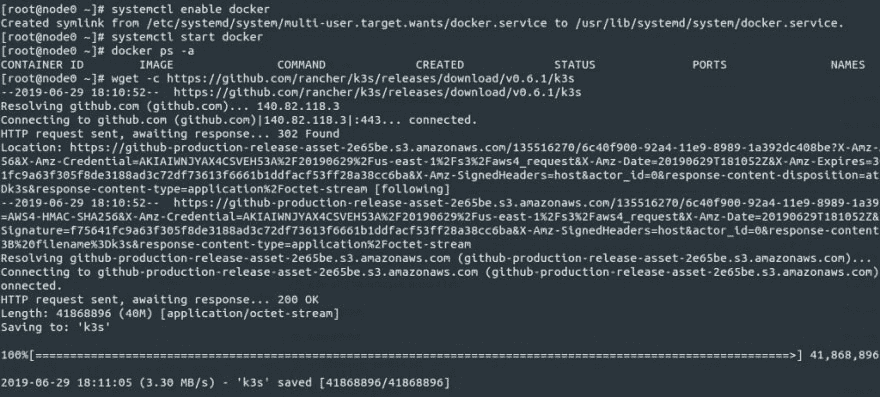 [root@node0 ~]# systemctl enable docker
Created symlink from /etc/systemd/system/multi-user.target.wants/docker.service to /usr/lib/systemd/system/docker.service.
[root@node0 ~]# systemctl start docker
[root@node0 ~]# docker ps -a
CONTAINER ID        IMAGE               COMMAND             CREATED             STATUS              PORTS               NAMES
[root@node0 ~]# wget -c https://github.com/rancher/k3s/releases/download/v0.6.1/k3s
--2019-06-29 18:10:52--  https://github.com/rancher/k3s/releases/download/v0.6.1/k3s
Resolving github.com (github.com)... 140.82.118.3
Connecting to github.com (github.com)|140.82.118.3|:443... connected.
HTTP request sent, awaiting response... 302 Found
Location: https://github-production-release-asset-2e65be.s3.amazonaws.com/135516270/6c40f900-92a4-11e9-8989-1a392dc408be?X-Amz-
56&X-Amz-Credential=AKIAIWNJYAX4CSVEH53A%2F20190629%2Fus-east-1%2Fs3%2Faws4_request&X-Amz-Date=20190629T181052Z&X-Amz-Expires=3
1fc9a63f305f8de3188ad3c72df73613f6661b1ddfacf53ff28a38cc6ba&X-Amz-SignedHeaders=host&actor_id=0&response-content-disposition=at
Dk3s&response-content-type=application%2Foctet-stream [following]
--2019-06-29 18:10:52--  https://github-production-release-asset-2e65be.s3.amazonaws.com/135516270/6c40f900-92a4-11e9-8989-1a39
=AWS4-HMAC-SHA256&X-Amz-Credential=AKIAIWNJYAX4CSVEH53A%2F20190629%2Fus-east-1%2Fs3%2Faws4_request&X-Amz-Date=20190629T181052Z&
Signature=f75641fc9a63f305f8de3188ad3c72df73613f6661b1ddfacf53ff28a38cc6ba&X-Amz-SignedHeaders=host&actor_id=0&response-content
3B%20filename%3Dk3s&response-content-type=application%2Foctet-stream
Resolving github-production-release-asset-2e65be.s3.amazonaws.com (github-production-release-asset-2e65be.s3.amazonaws.com)...
Connecting to github-production-release-asset-2e65be.s3.amazonaws.com (github-production-release-asset-2e65be.s3.amazonaws.com)
onnected.
HTTP request sent, awaiting response... 200 OK
Length: 41868896 (40M) [application/octet-stream]
Saving to: 'k3s'
100%[==================================================================================================================>] 41,868,896
2019-06-29 18:11:05 (3.30 MB/s) - 'k3s' saved [41868896/41868896]